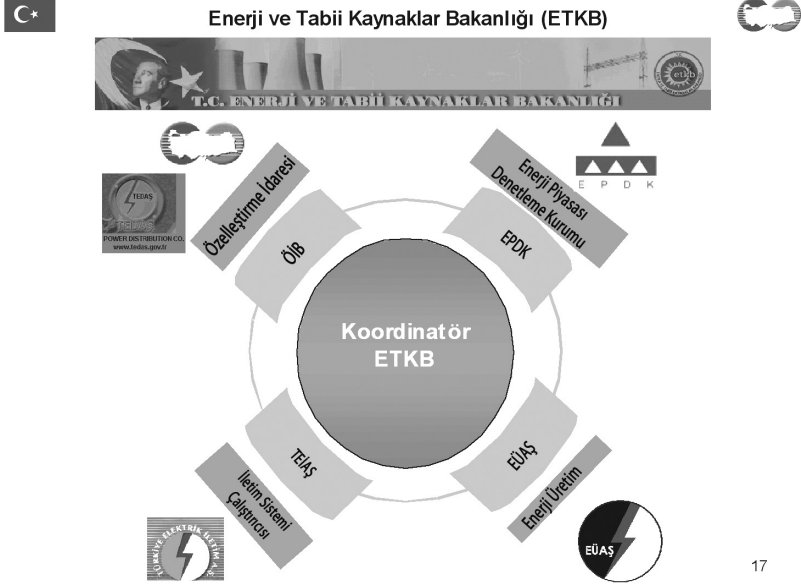 Enerji ve Tabii Kaynaklar Bakanlığı (ETKB)
etkb
T.C. ENERJİ VE TABİİ KAYNAKLAR BAKANLIĞI
TEDAŞ
TEDAŞ
POWER DISTRIBUTION CO.
www.tedas.gov.tr
Özelleştirme İdaresi
ÖİB
Enerji Piyasası
Denetleme Kurumu
EPDK
E P D K
Koordinatör
ETKB
TEİAŞ
İletim Sistemi
Çalıştırıcısı
EÜAŞ
Enerji Üretim
TÜRKİYE ELEKTRİK İLETİM A.Ş.
EÜAŞ
17